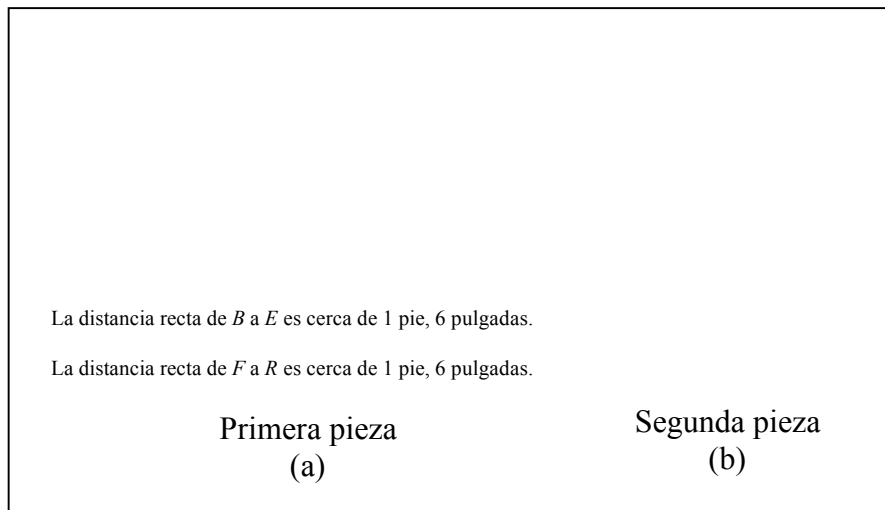 La distancia recta de B a E es cerca de 1 pie, 6 pulgadas.
La distancia recta de F a R es cerca de 1 pie, 6 pulgadas.
Primera pieza
(a)
Segunda pieza
(b)